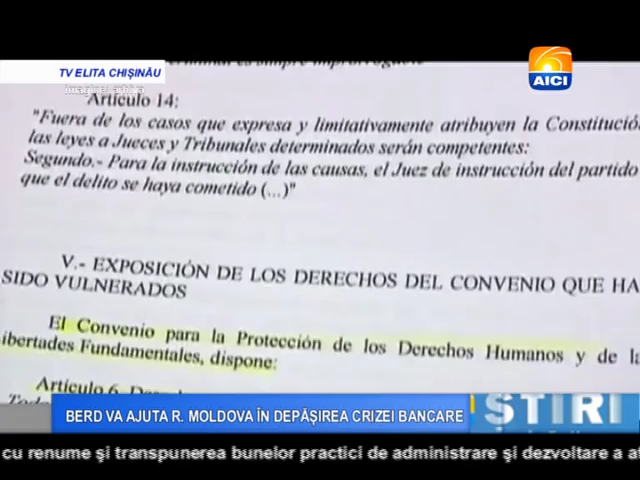 TV ELITA CHIȘINĂU
AICI
Artículo 14:
"Fuera de los casos que expresa y limitativamente atribuyen la Constitución
las leyes a Jueces y Tribunales determinados serán competentes:
Segundo.- Para la instrucción de las causas, el Juez de instrucción del partido
que el delito se haya cometido (...)"
V.- EXPOSICIÓN DE LOS DERECHOS DEL CONVENIO QUE HA
SIDO VULNERADOS
El Convenio para la Protección de los Derechos Humanos y de la
ibertades Fundamentales, dispone:
Articulo 6
BERD VA AJUTA R. MOLDOVA ÎN DEPĂȘIREA CRIZEI BANCARE
ȘTIRI
cu renume și transpunerea bunelor practici de administrare și dezvoltare a af